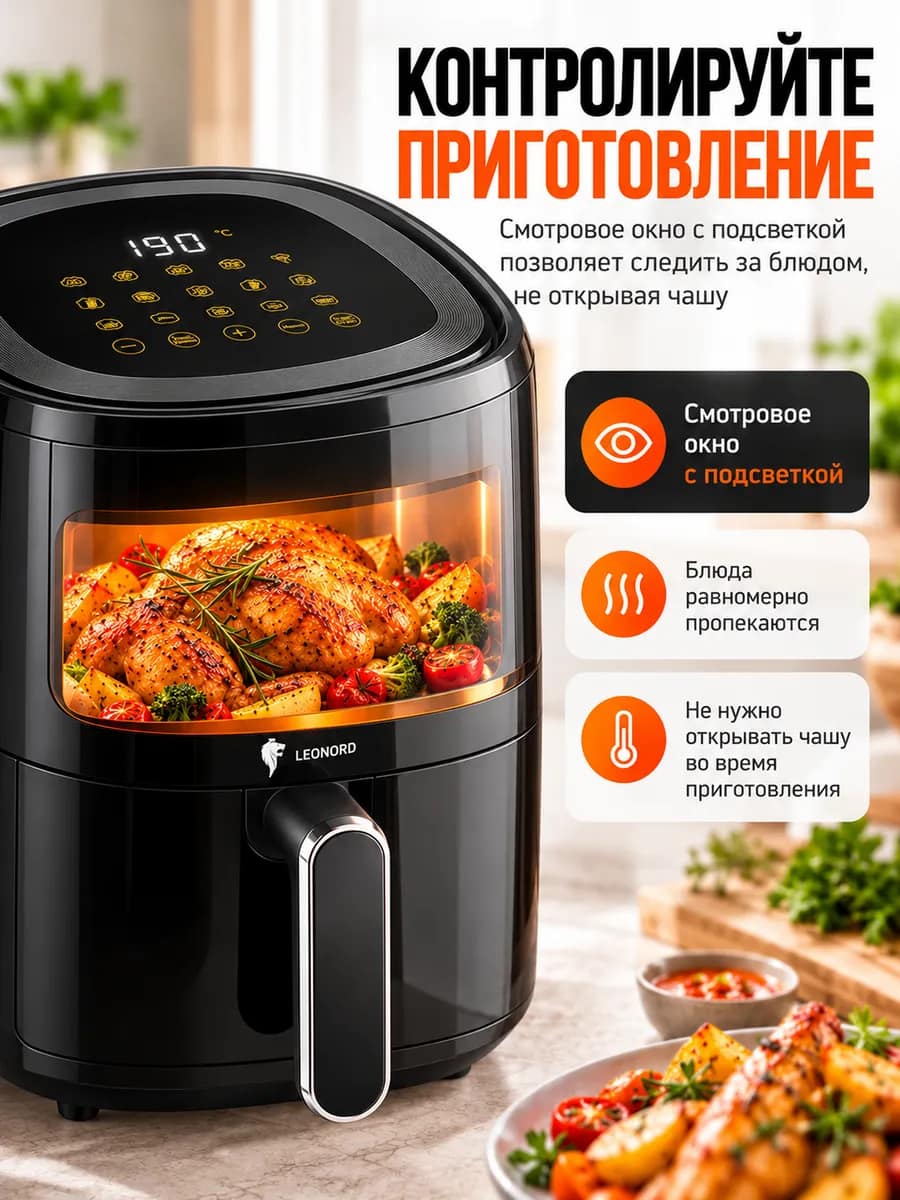 КОНТРОЛИРУЙТЕ
ПРИГОТОВЛЕНИЕ
Смотровое окно с подсветкой
позволяет следить за блюдом,
не открывая чашу
190 °C
Смотровое
окно
с подсветкой
Блюда
равномерно
пропекаются
Не нужно
открывать чашу
во время
приготовления
LEONORD